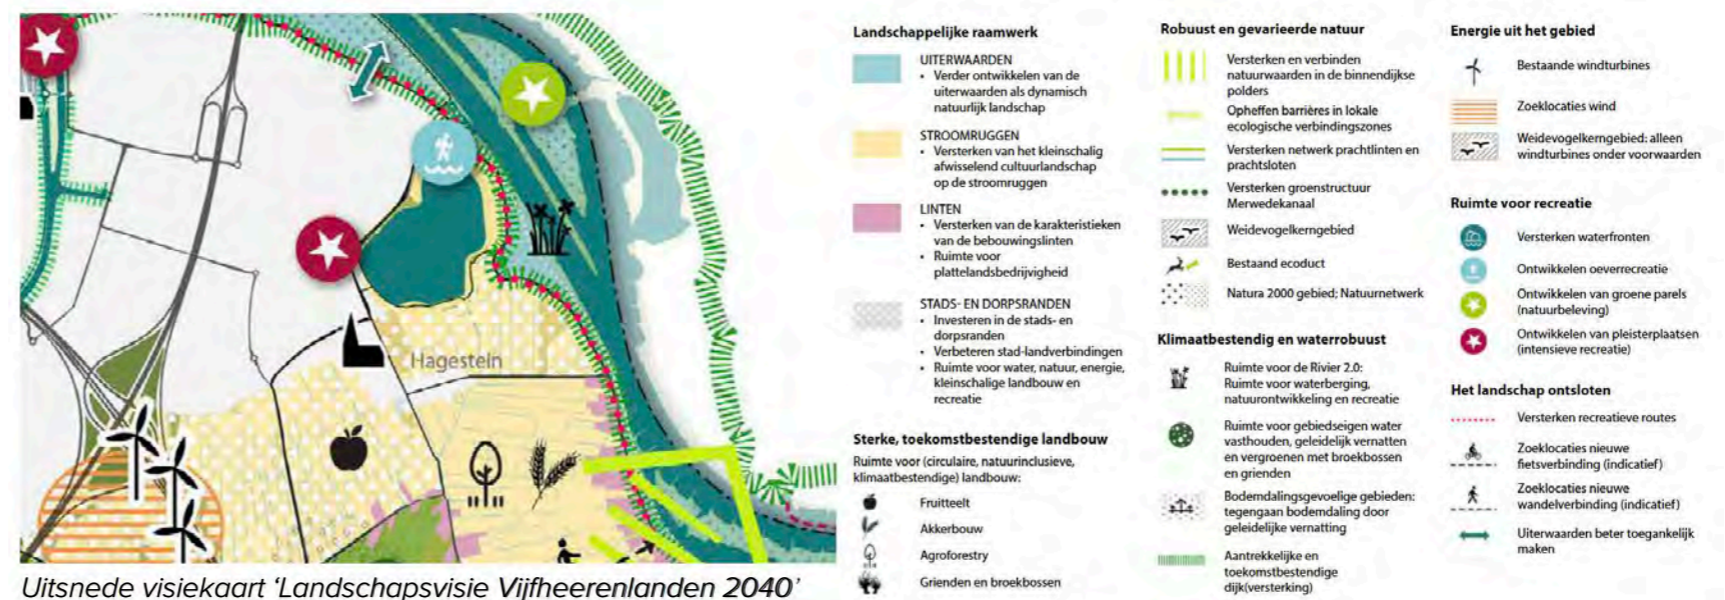 Hagestein
Uitsnede visiekaart ‘Landschapsvisie Vijfheerenlanden 2040’
Landschappelijke raamwerk
UITERWAARDEN
• Verder ontwikkelen van de
uiterwaarden als dynamisch
natuurlijk landschap
STROOMRUGGEN
• Versterken van het kleinschalig
afwisselend cultuurlandschap
op de stroomruggen
LINTEN
• Versterken van de karakteristieken
van de bebouwingslinten
• Ruimte voor
plattelandsbedrijvigheid
STADS- EN DORPSRANDEN
• Investeren in de stads- en
dorpsranden
• Verbeteren stad-landverbindingen
• Ruimte voor water, natuur, energie,
kleinschalige landbouw en
recreatie
Sterke, toekomstbestendige landbouw
Ruimte voor (circulaire, natuurinclusieve,
klimaatbestendige) landbouw:
Fruitteelt
Akkerbouw
Agroforestry
Grienden en broekbossen
Robuust en gevarieerde natuur
Versterken en verbinden
natuurwaarden in de binnendijkse
polders
Opheffen barrières in lokale
ecologische verbindingszones
Versterken netwerk prachtlinten en
prachtsloten
Versterken groenstructuur
Merwedekanaal
Weidevogelkerngebied
Bestaand ecoduct
Natura 2000 gebied; Natuurnetwerk
Klimaatbestendig en waterrobuust
Ruimte voor de Rivier 2.0:
Ruimte voor waterberging,
natuurontwikkeling en recreatie
Ruimte voor gebiedseigen water
vasthouden, geleidelijk vernatten
en vergroenen met broekbossen
en grienden
Bodemdalingsgevoelige gebieden:
tegengaan bodemdaling door
geleidelijke vernatting
Aantrekkelijke en
toekomstbestendige
dijk(versterking)
Energie uit het gebied
Bestaande windturbines
Zoeklocaties wind
Weidevogelkerngebied: alleen
windturbines onder voorwaarden
Ruimte voor recreatie
Versterken waterfronten
Ontwikkelen oeverrecreatie
Ontwikkelen van groene parels
(natuurbeleving)
Ontwikkelen van pleisterplaatsen
(intensieve recreatie)
Het landschap ontsloten
Versterken recreatieve routes
Zoeklocaties nieuwe
fietsverbinding (indicatief)
Zoeklocaties nieuwe
wandelverbinding (indicatief)
Uiterwaarden beter toegankelijk
maken